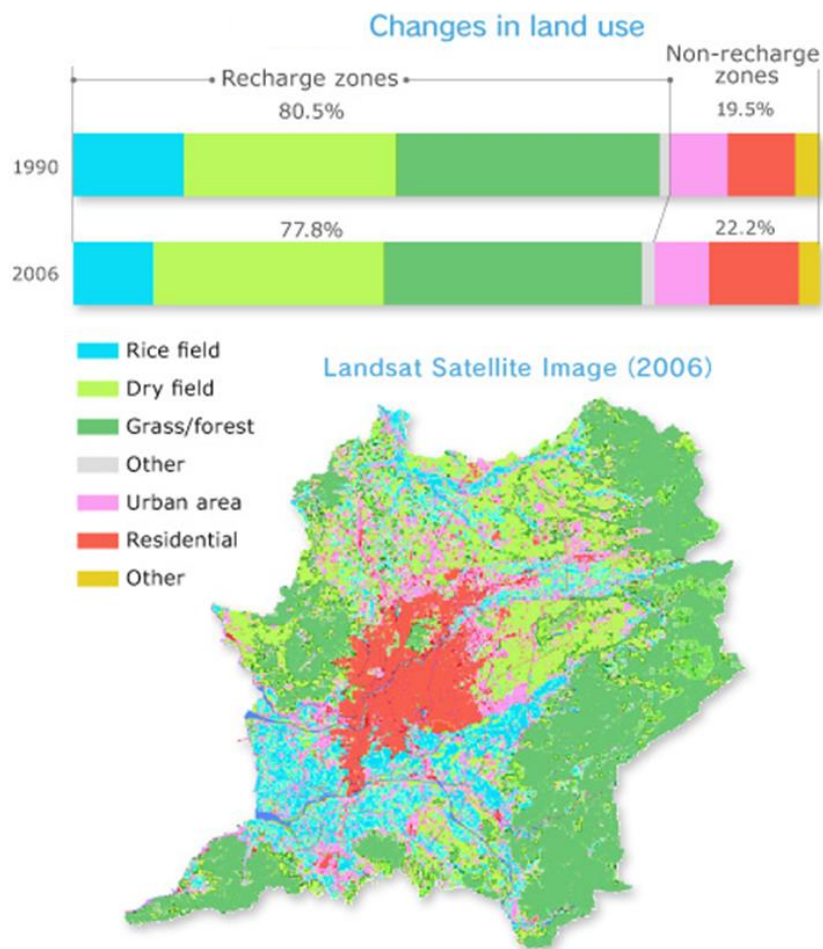 Changes in land use
Recharge zones
Non-recharge
zones
80.5%
19.5%
1990
77.8%
22.2%
2006
Rice field
Dry field
Grass/forest
Other
Urban area
Residential
Other
Landsat Satellite Image (2006)